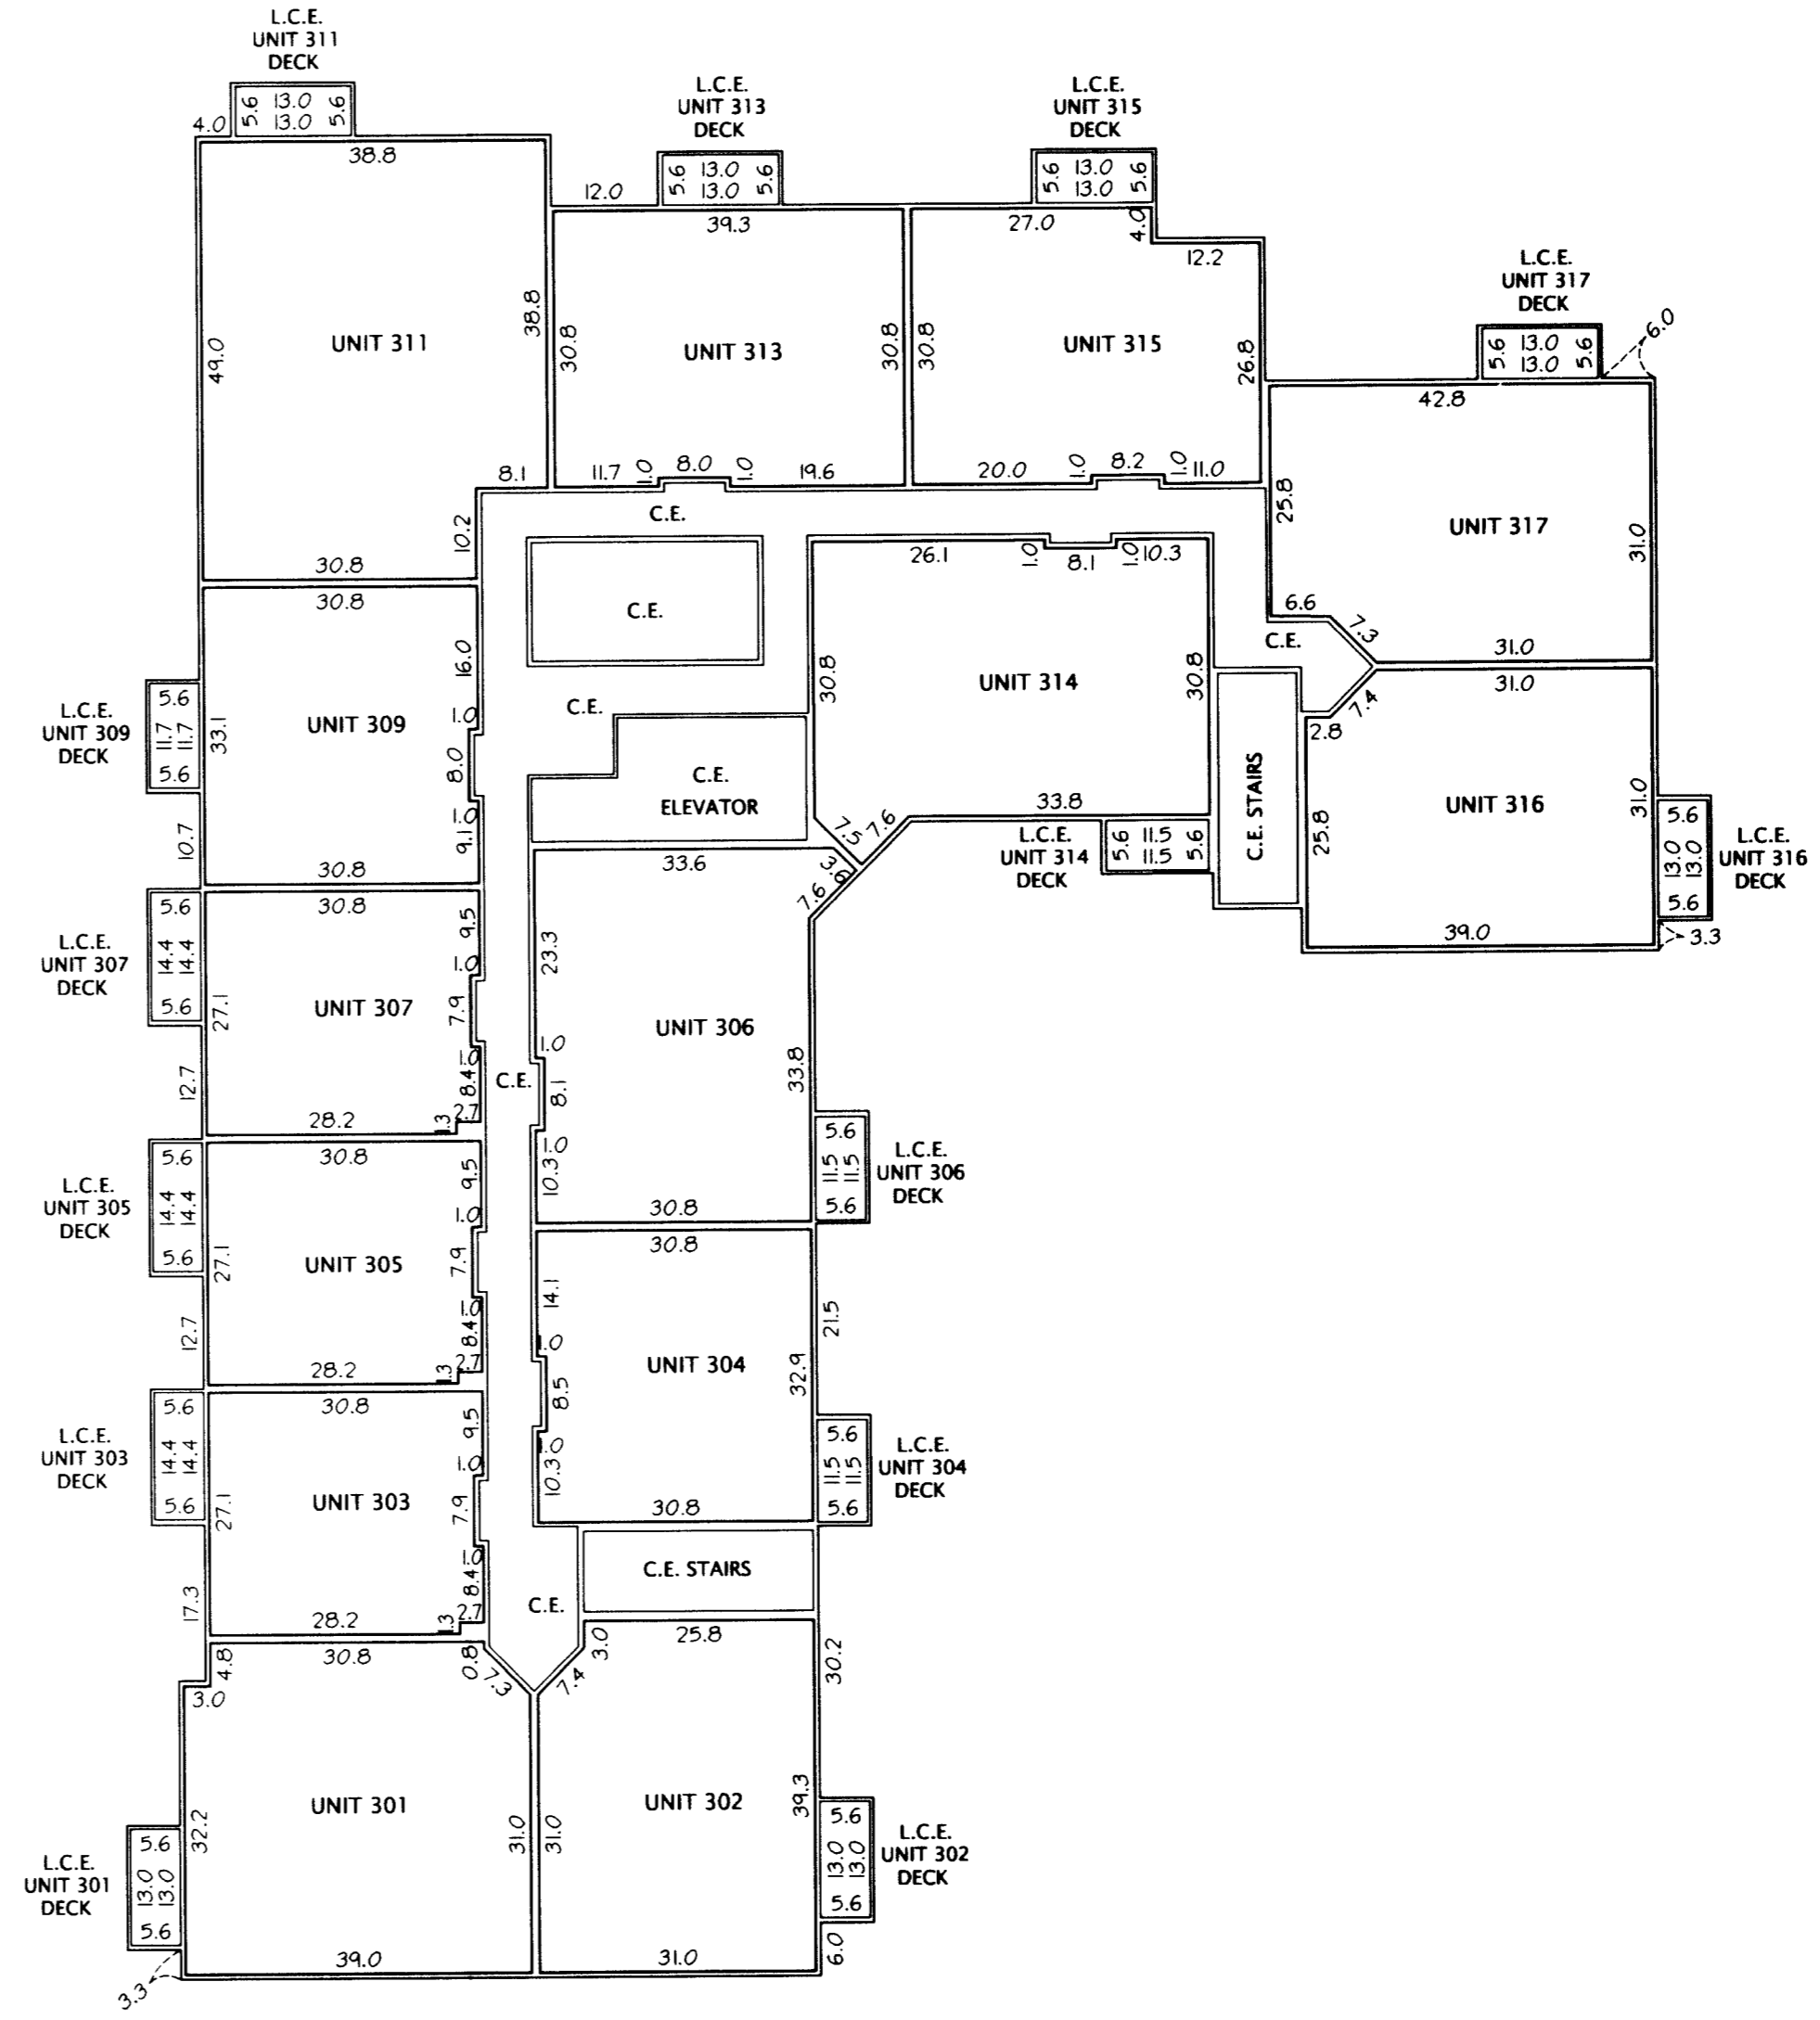 L.C.E.
UNIT 311
DECK
4.0
5.6
13.0
13.0
5.6
38.8
49.0
UNIT 311
38.8
8.1
10.2
30.8
L.C.E.
UNIT 313
DECK
12.0
5.6
13.0
13.0
5.6
39.3
30.8
UNIT 313
30.8
11.7
1.0
8.0
1.0
19.6
L.C.E.
UNIT 315
DECK
5.6
13.0
13.0
5.6
27.0
4.0
12.2
30.8
UNIT 315
26.8
20.0
1.0
8.2
1.0
11.0
L.C.E.
UNIT 317
DECK
5.6
13.0
13.0
5.6
6.0
42.8
25.8
UNIT 317
31.0
6.6
7.3
31.0
C.E.
C.E.
C.E.
C.E.
C.E.
ELEVATOR
26.1
1.0
8.1
1.0
10.3
30.8
UNIT 314
30.8
33.8
7.5
7.6
L.C.E.
UNIT 314
DECK
5.6
11.5
11.5
5.6
C.E. STAIRS
31.0
7.4
2.8
25.8
UNIT 316
31.0
39.0
5.6
13.0
13.0
5.6
L.C.E.
UNIT 316
DECK
3.3
30.8
16.0
1.0
8.0
1.0
9.1
33.1
UNIT 309
30.8
L.C.E.
UNIT 309
DECK
5.6
11.7
11.7
5.6
10.7
30.8
9.5
1.0
7.9
1.0
8.4
2.7
.3
28.2
27.1
UNIT 307
L.C.E.
UNIT 307
DECK
5.6
14.4
14.4
5.6
12.7
C.E.
33.6
3.9
7.6
23.3
1.0
8.1
1.0
10.3
UNIT 306
33.8
30.8
5.6
11.5
11.5
5.6
L.C.E.
UNIT 306
DECK
30.8
9.5
1.0
7.9
1.0
8.4
2.7
.3
28.2
27.1
UNIT 305
L.C.E.
UNIT 305
DECK
5.6
14.4
14.4
5.6
12.7
30.8
14.1
1.0
8.5
1.0
10.3
UNIT 304
32.9
21.5
30.8
5.6
11.5
11.5
5.6
L.C.E.
UNIT 304
DECK
30.8
9.5
1.0
7.9
1.0
8.4
2.7
.3
28.2
27.1
UNIT 303
L.C.E.
UNIT 303
DECK
5.6
14.4
14.4
5.6
17.3
C.E. STAIRS
C.E.
4.8
3.0
30.8
0.8
7.3
32.2
UNIT 301
31.0
39.0
L.C.E.
UNIT 301
DECK
5.6
13.0
13.0
5.6
3.3
7.4
3.0
25.8
30.2
31.0
UNIT 302
39.3
31.0
5.6
13.0
13.0
5.6
6.0
L.C.E.
UNIT 302
DECK